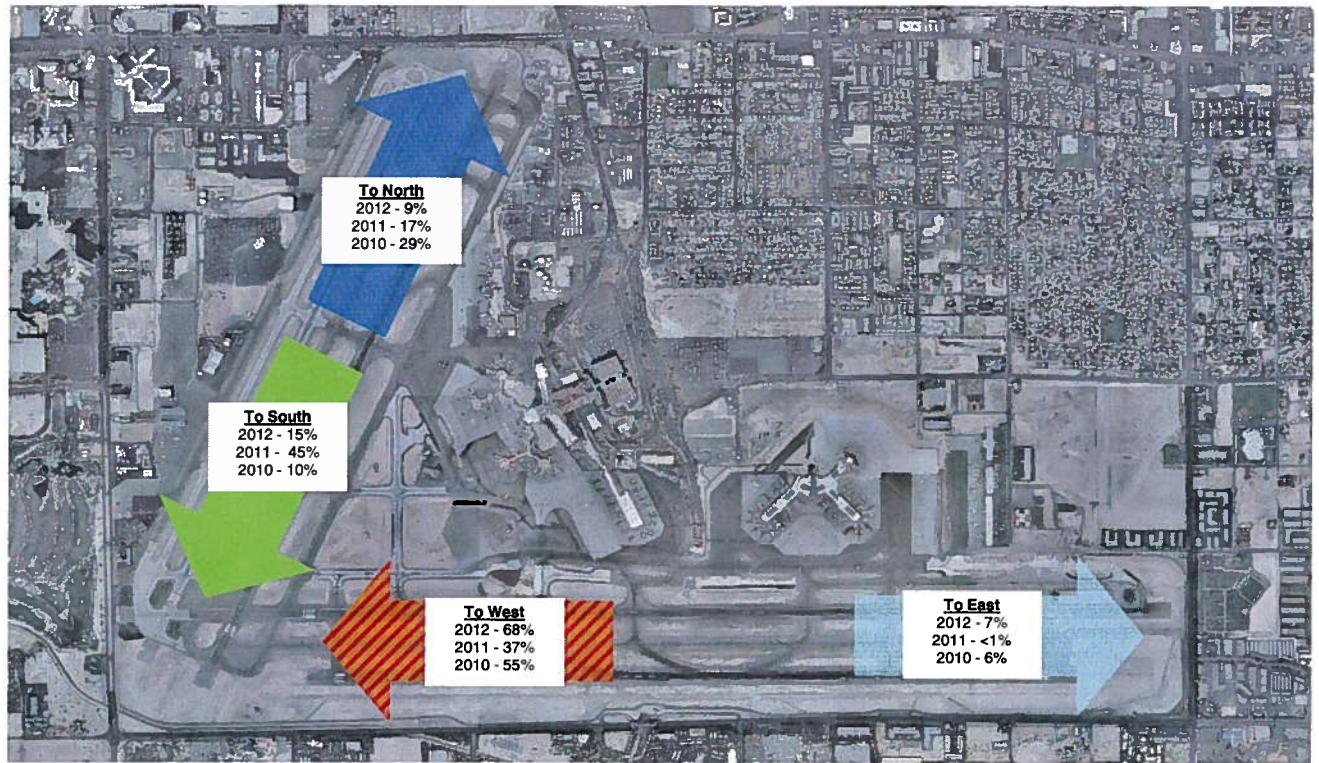 To North
2012 - 9%
2011 - 17%
2010 - 29%
To South
2012 - 15%
2011 - 45%
2010 - 10%
To West
2012 - 68%
2011 - 37%
2010 - 55%
To East
2012 - 7%
2011 - <1%
2010 - 6%